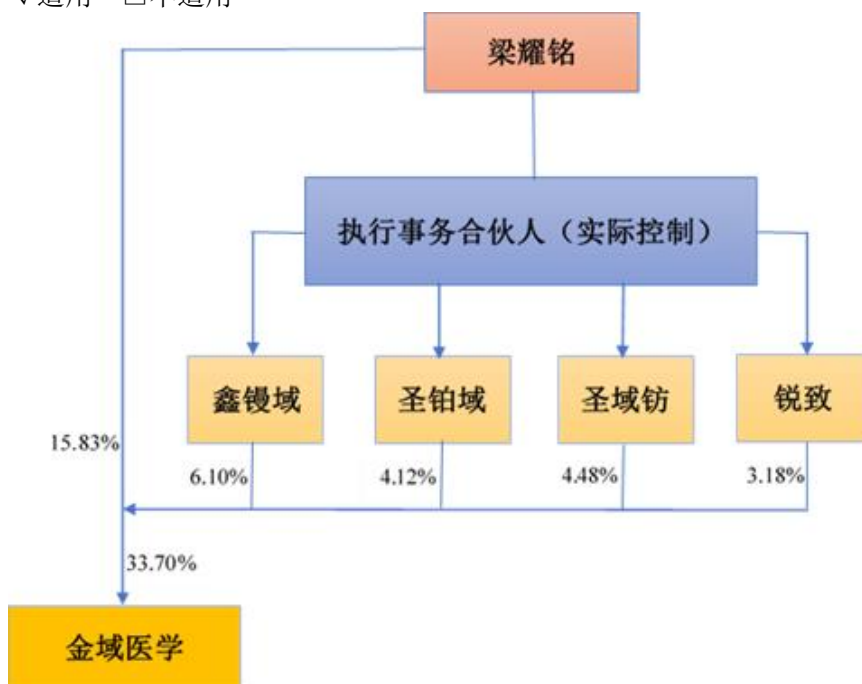 梁耀铭
执行事务合伙人（实际控制）
鑫镘域
圣铂域
圣域钫
锐致
15.83%
6.10%
4.12%
4.48%
3.18%
33.70%
金域医学